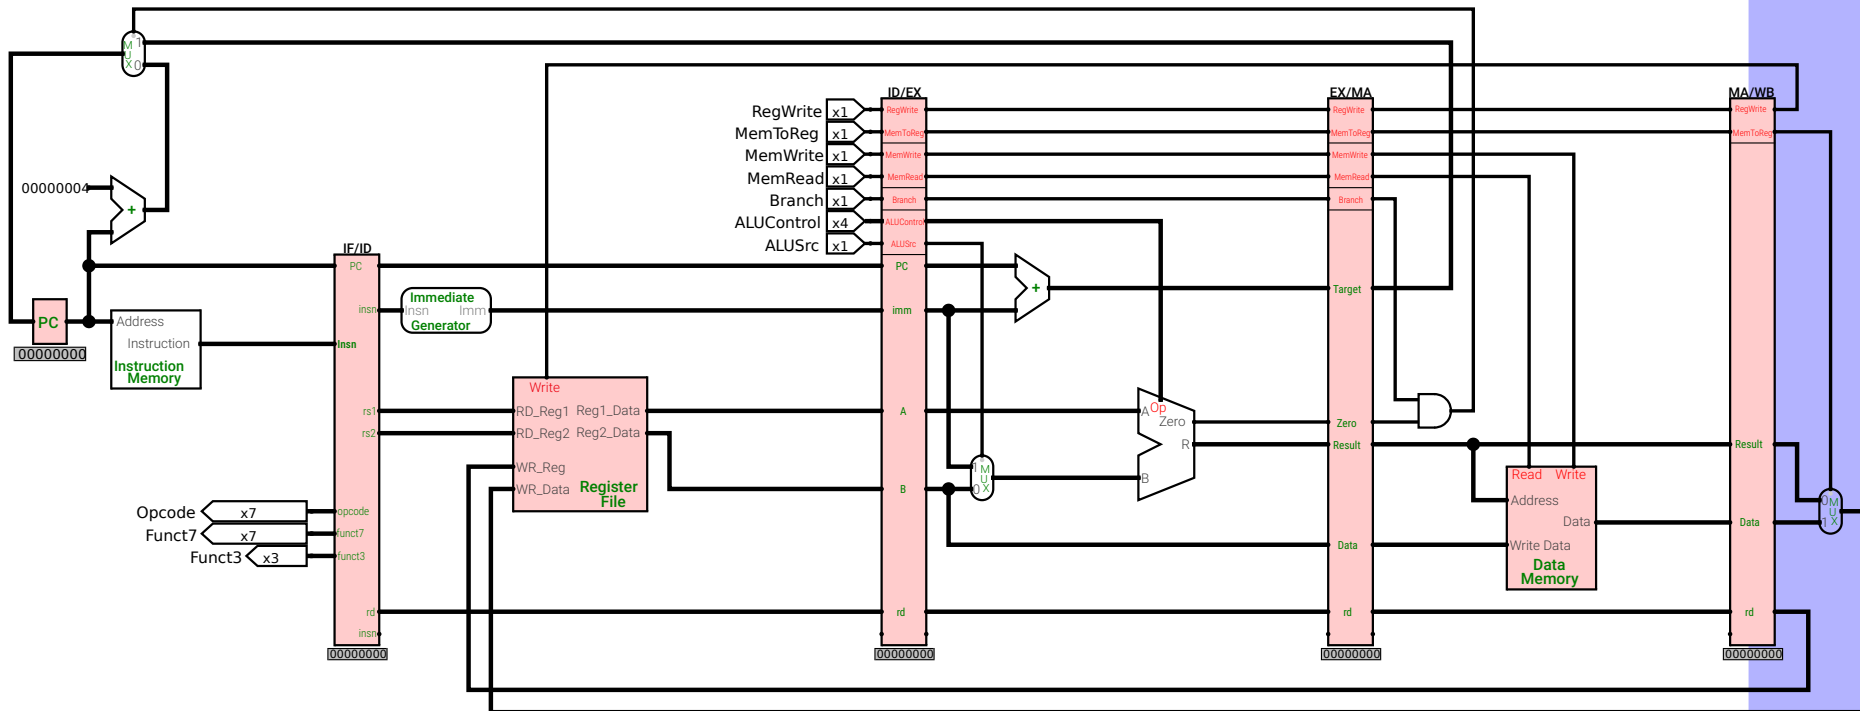 M
U
X
1
0
00000004
+
PC
00000000
Address
Instruction
Instruction
Memory
IF/ID
PC
insn
Insn
rs1
rs2
opcode
funct7
funct3
rd
insn
00000000
Opcode
x7
Funct7
x7
Funct3
x3
Immediate
Insn
Imm
Generator
Write
RD_Reg1
Reg1_Data
RD_Reg2
Reg2_Data
WR_Reg
WR_Data
Register
File
RegWrite
x1
MemToReg
x1
MemWrite
x1
MemRead
x1
Branch
x1
ALUControl
x4
ALUSrc
x1
ID/EX
RegWrite
MemToReg
MemWrite
MemRead
Branch
ALUControl
ALUSrc
PC
imm
A
B
rd
00000000
+
1
0
M
U
X
A
Op
Zero
R
B
EX/MA
RegWrite
MemToReg
MemWrite
MemRead
Branch
Target
Zero
Result
Data
rd
00000000
Read
Write
Address
Data
Write Data
Data
Memory
MA/WB
RegWrite
MemToReg
Result
Data
rd
00000000
0
1
M
U
X